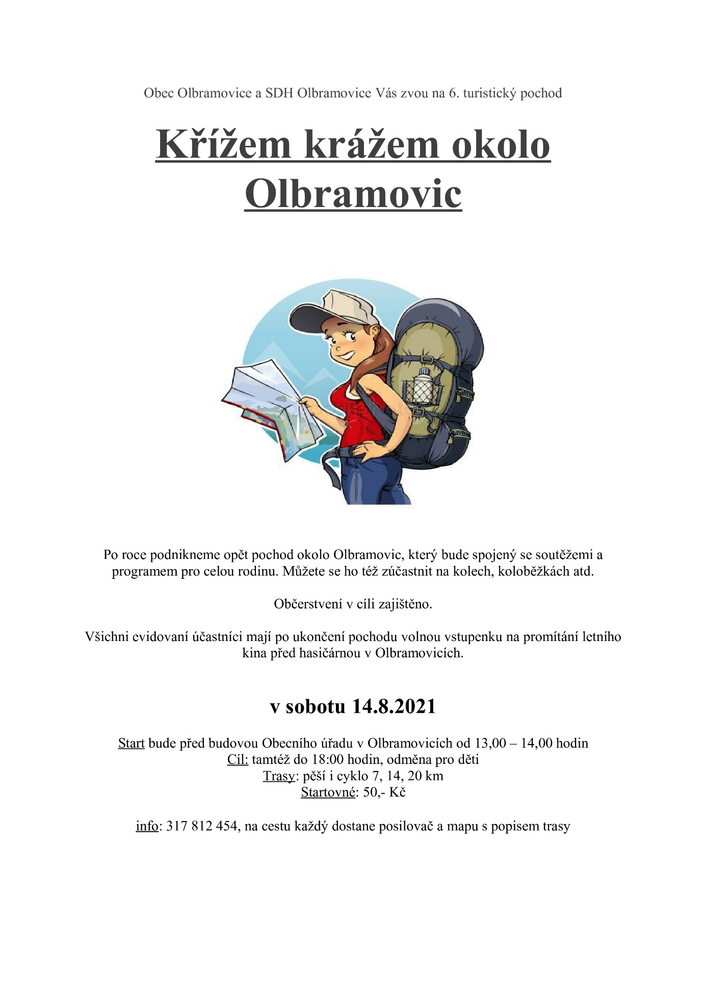 Obec Olbramovice a SDH Olbramovice Vás zvou na 6. turistický pochod
Křížem krážem okolo
Olbramovic
Po roce podnikneme opět pochod okolo Olbramovic, který bude spojený se soutěžemi a
programem pro celou rodinu. Můžete se ho též zúčastnit na kolech, koloběžkách atd.
Občerstvení v cíli zajištěno.
Všichni evidovaní účastníci mají po ukončení pochodu volnou vstupenku na promítání letního
kina před hasičárnou v Olbramovicích.
v sobotu 14.8.2021
Start bude před budovou Obecního úřadu v Olbramovicích od 13,00 – 14,00 hodin
Cíl: tamtéž do 18:00 hodin, odměna pro děti
Trasy: pěší i cyklo 7, 14, 20 km
Startovné: 50,- Kč
info: 317 812 454, na cestu každý dostane posilovač a mapu s popisem trasy